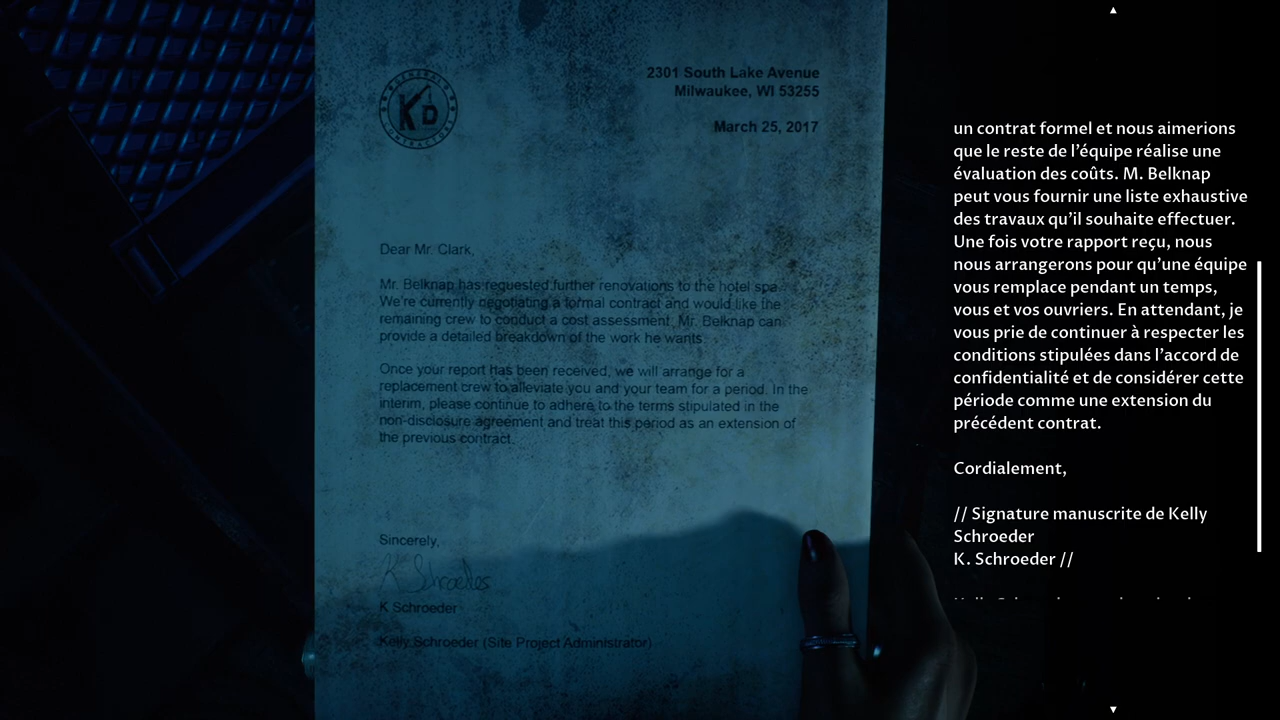 2301 South Lake Avenue
Milwaukee, WI 53255
March 25, 2017
KD
GENERAL
CONTRACTORS
Dear Mr. Clark,
Mr. Belknap has requested further renovations to the hotel spa.
We're currently negotiating a formal contract and would like the
remaining crew to conduct a cost assessment. Mr. Belknap can
provide a detailed breakdown of the work he wants.
Once your report has been received, we will arrange for a
replacement crew to alleviate you and your team for a period. In the
interim, please continue to adhere to the terms stipulated in the
non-disclosure agreement and treat this period as an extension of
the previous contract.
Sincerely,
K Schroeder
K Schroeder
Kelly Schroeder (Site Project Administrator)
un contrat formel et nous aimerions
que le reste de l'équipe réalise une
évaluation des coûts. M. Belknap
peut vous fournir une liste exhaustive
des travaux qu'il souhaite effectuer.
Une fois votre rapport reçu, nous
nous arrangerons pour qu'une équipe
vous remplace pendant un temps,
vous et vos ouvriers. En attendant, je
vous prie de continuer à respecter les
conditions stipulées dans l'accord de
confidentialité et de considérer cette
période comme une extension du
précédent contrat.
Cordialement,
// Signature manuscrite de Kelly
Schroeder
K. Schroeder //